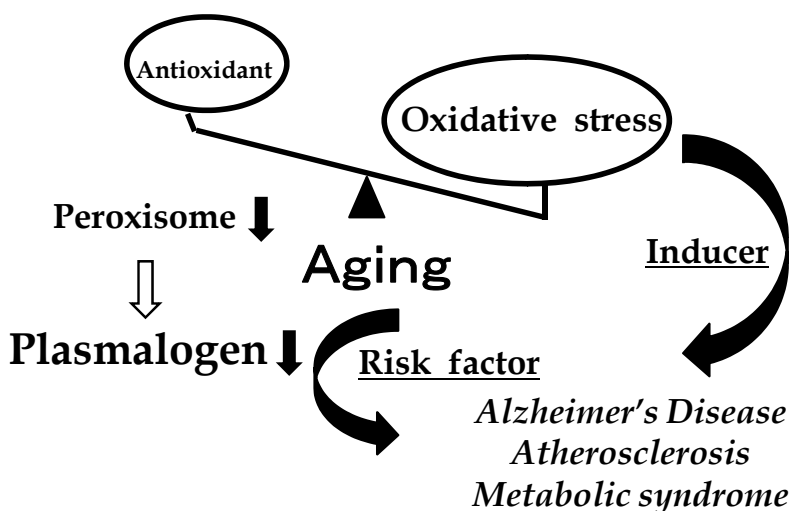 Antioxidant
Oxidative stress
Peroxisome
Inducer
Aging
Plasmalogen
Risk factor
Alzheimer's Disease
Atherosclerosis
Metabolic syndrome